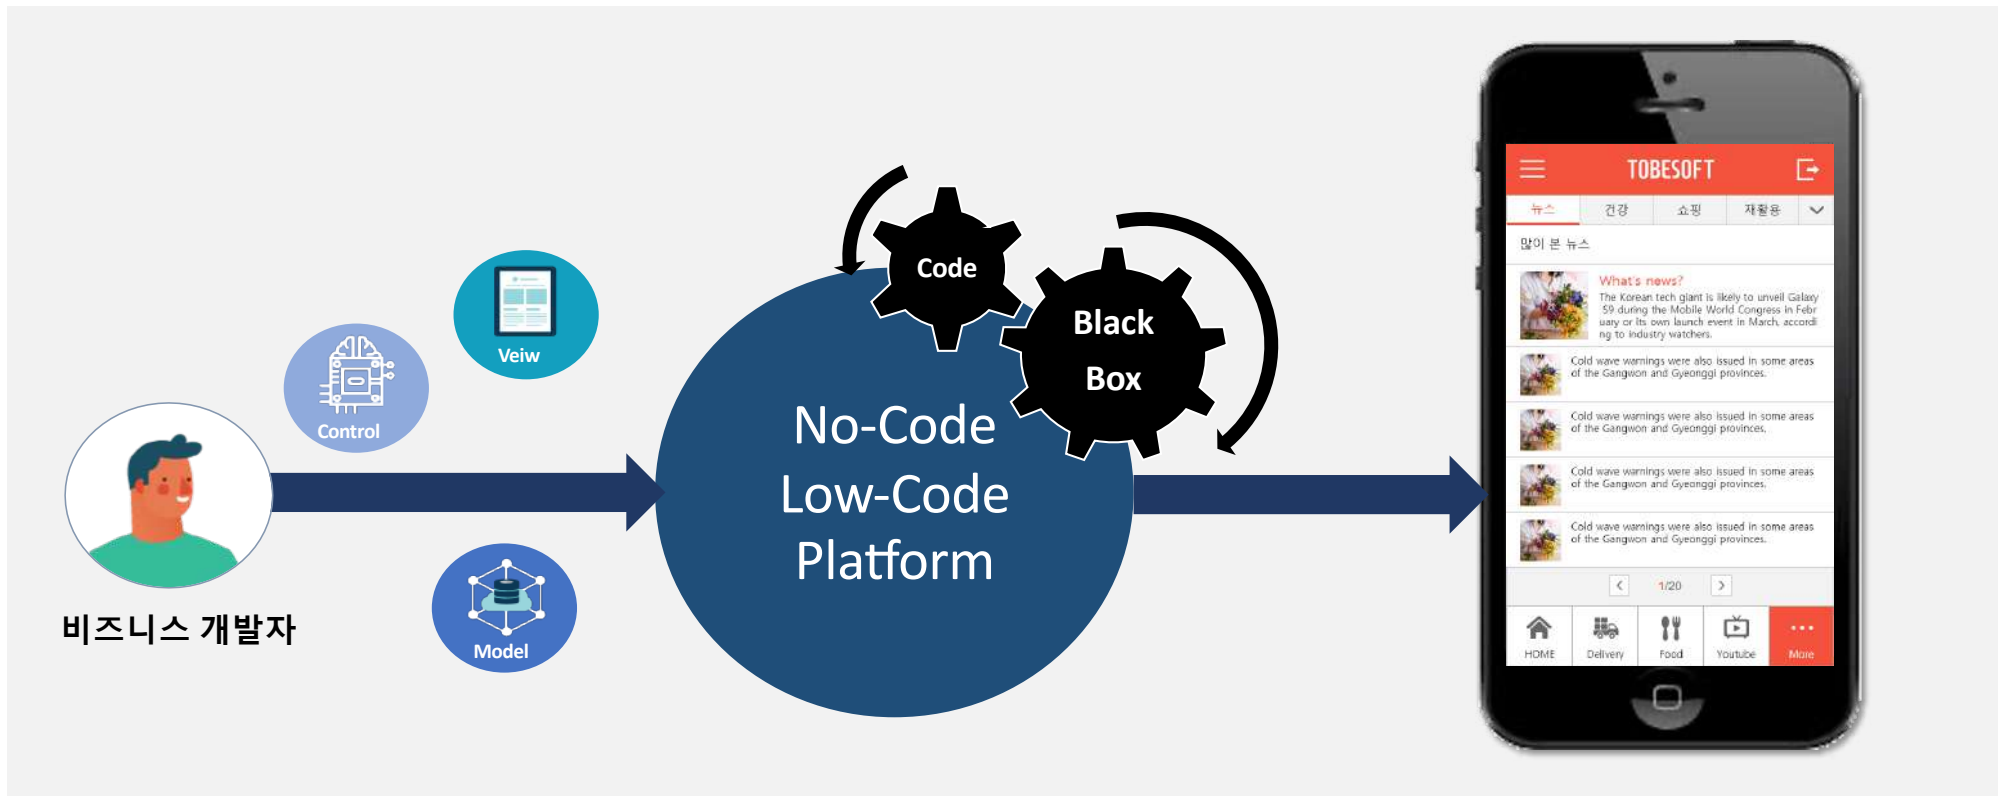 비즈니스 개발자
Control
Veiw
Model
No-Code
Low-Code
Platform
Code
Black
Box
TOBESOFT
뉴스 건강 쇼핑 재활용
많이 본 뉴스
What's news?
The Korean tech giant is likely to unveil Galaxy
S9 during the Mobile World Congress in Febr
uary or its own launch event in March, accordi
ng to industry watchers.
Cold wave warnings were also issued in some areas
of the Gangwon and Gyeonggi provinces.
Cold wave warnings were also issued in some areas
of the Gangwon and Gyeonggi provinces.
Cold wave warnings were also issued in some areas
of the Gangwon and Gyeonggi provinces.
Cold wave warnings were also issued in some areas
of the Gangwon and Gyeonggi provinces.
< 1/20 >
HOME Delivery Food Youtube More